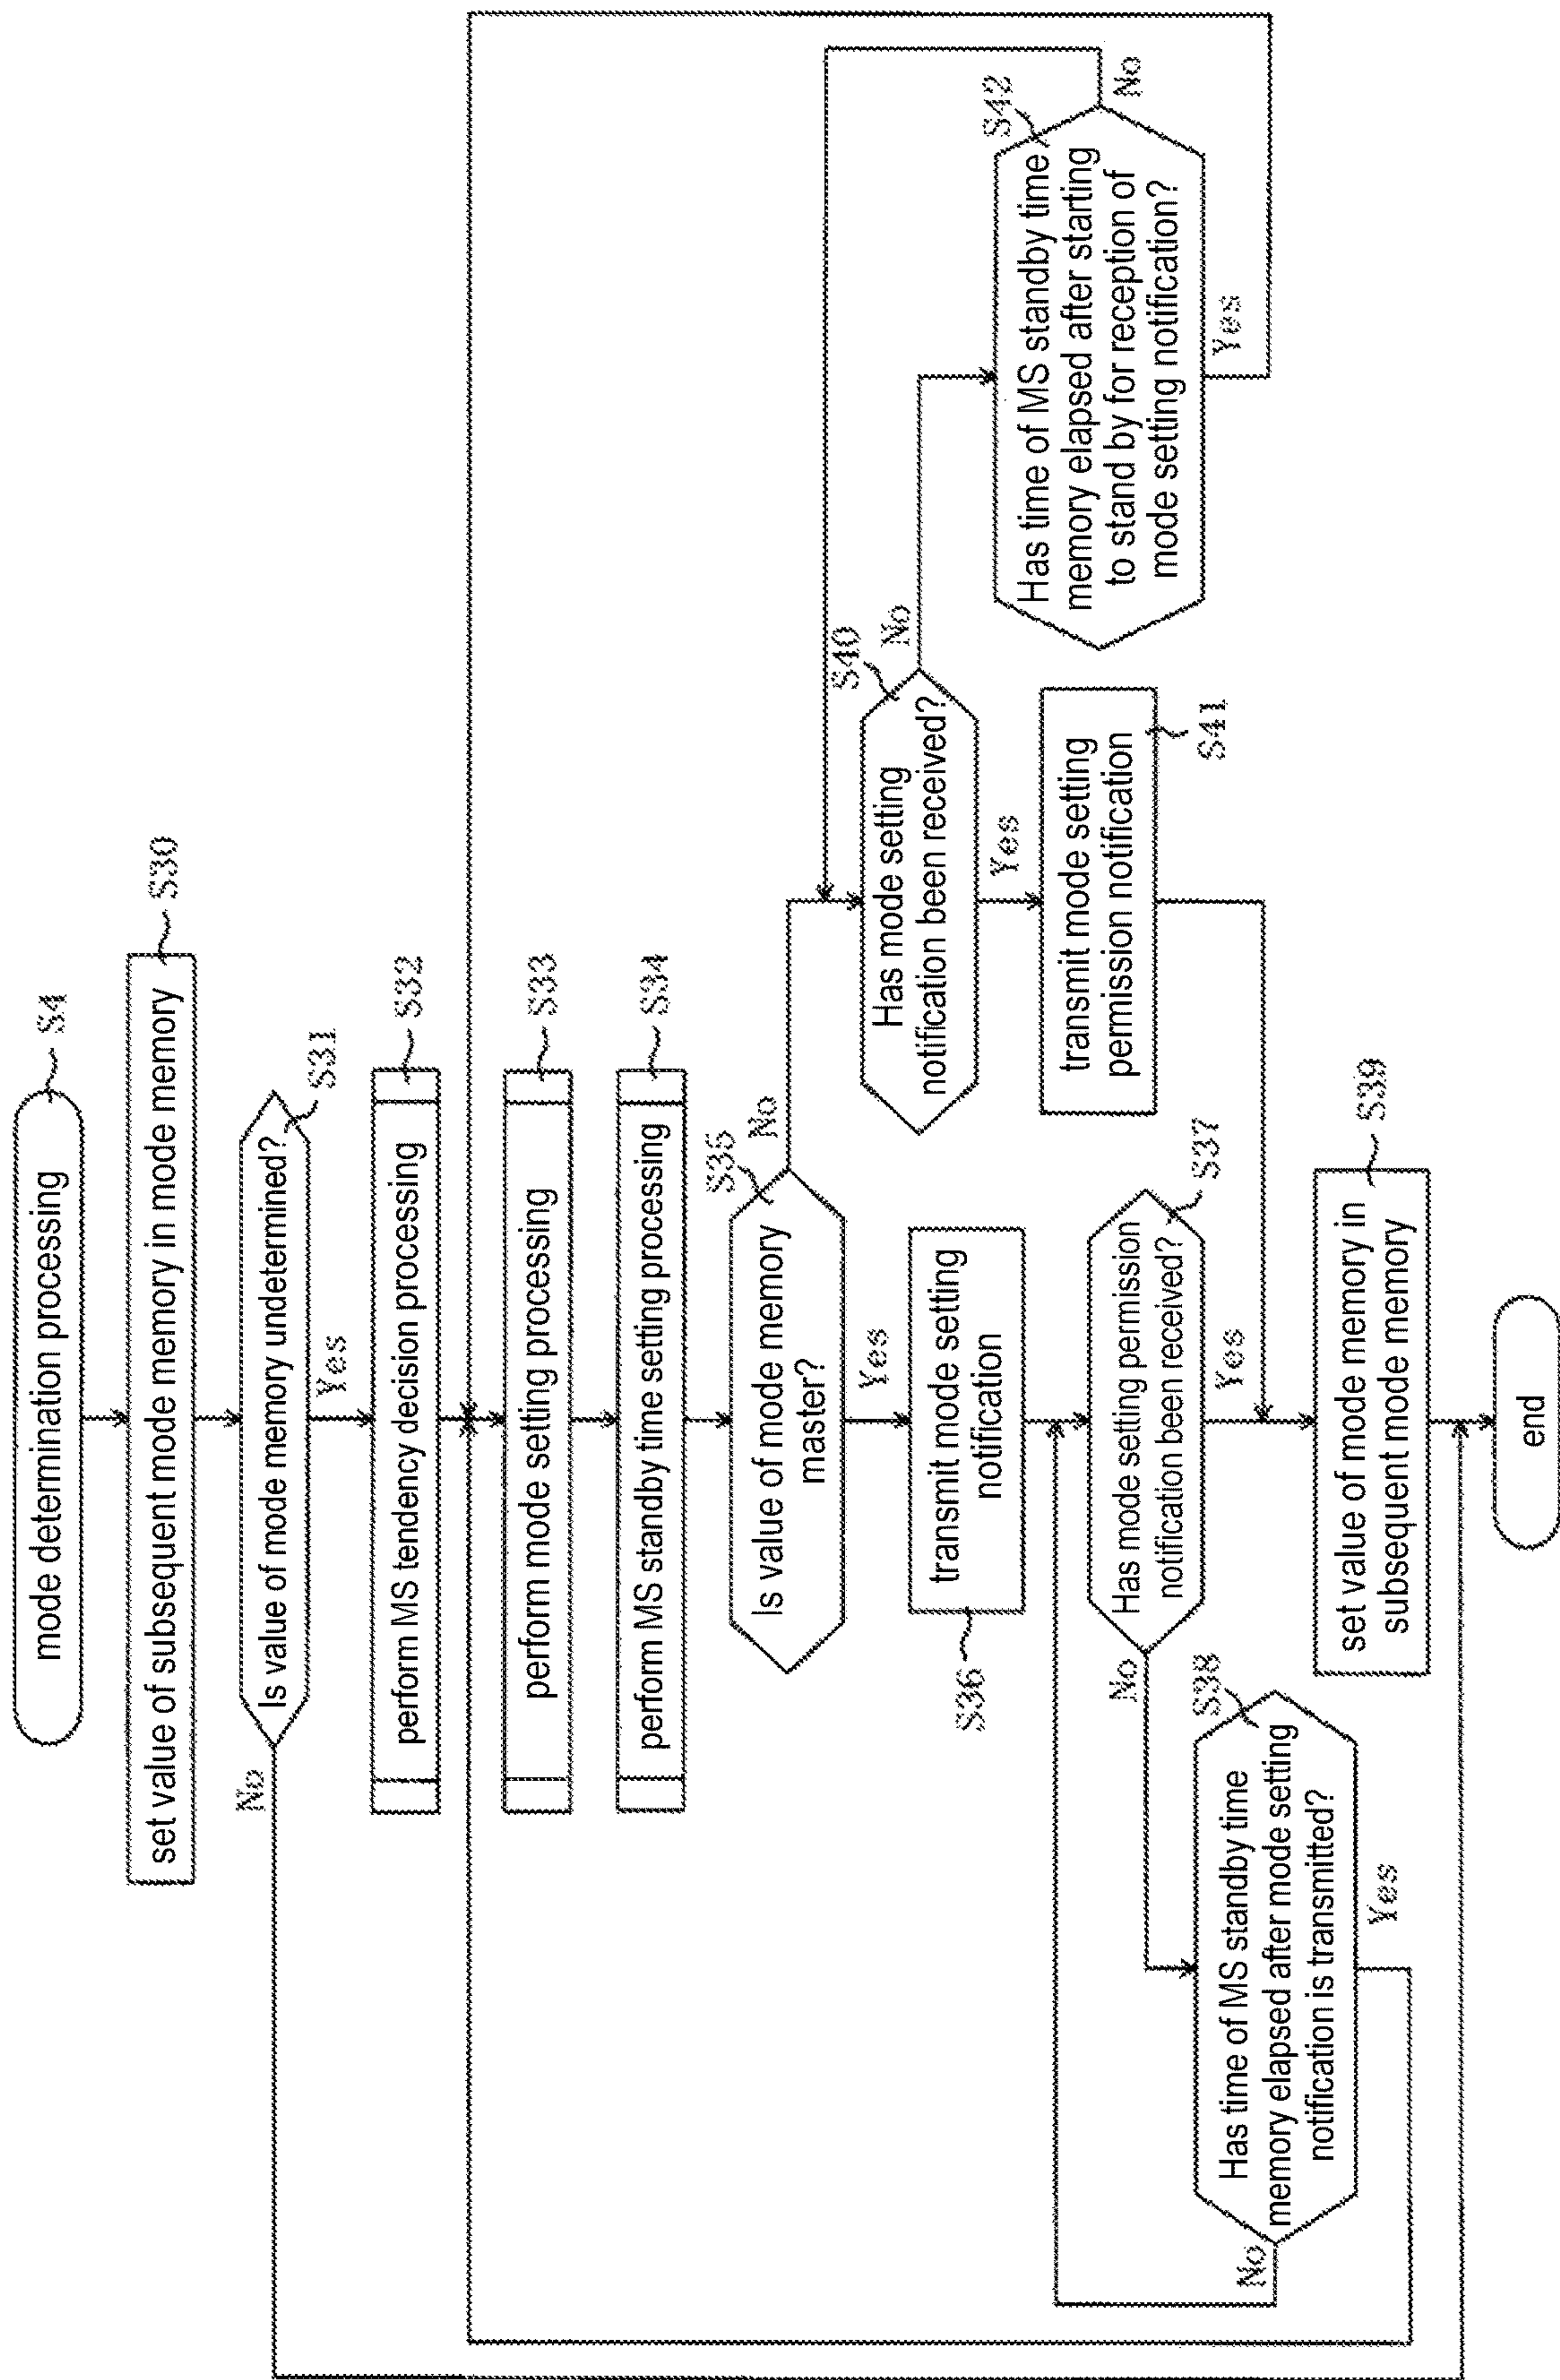 mode determination processing
S4
set value of subsequent mode memory in mode memory
S30
Is value of mode memory undetermined?
S31
No
Yes
perform MS tendency decision processing
S32
perform mode setting processing
S33
perform MS standby time setting processing
S34
Is value of mode memory
master?
S35
No
Yes
transmit mode setting
notification
S36
Has mode setting permission
notification been received?
S37
No
Yes
Has time of MS standby time
memory elapsed after mode setting
notification is transmitted?
S38
No
Yes
set value of mode memory in
subsequent mode memory
S39
Has mode setting
notification been received?
S40
No
Yes
transmit mode setting
permission notification
S41
Has time of MS standby time
memory elapsed after starting
to stand by for reception of
mode setting notification?
S42
No
Yes
end